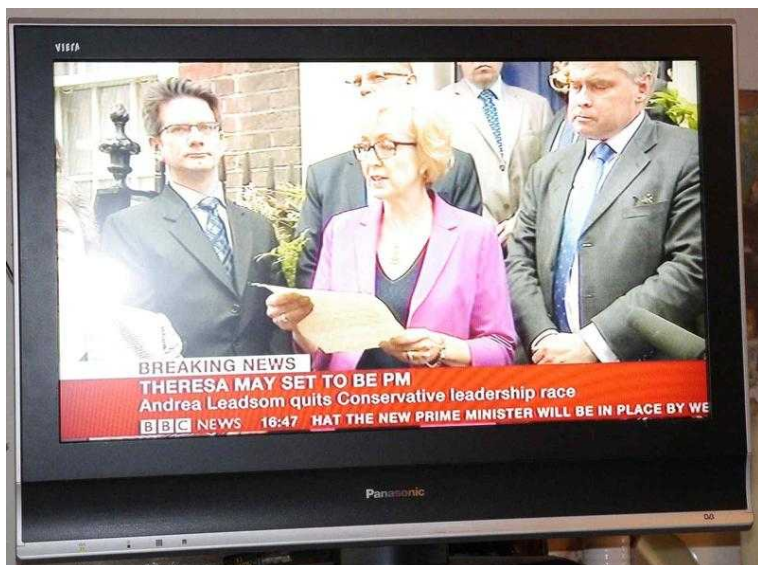 VIERA
BREAKING NEWS
THERESA MAY SET TO BE PM
Andrea Leadsom quits Conservative leadership race
BBC NEWS 16:47 HAT THE NEW PRIME MINISTER WILL BE IN PLACE BY WE
Panasonic